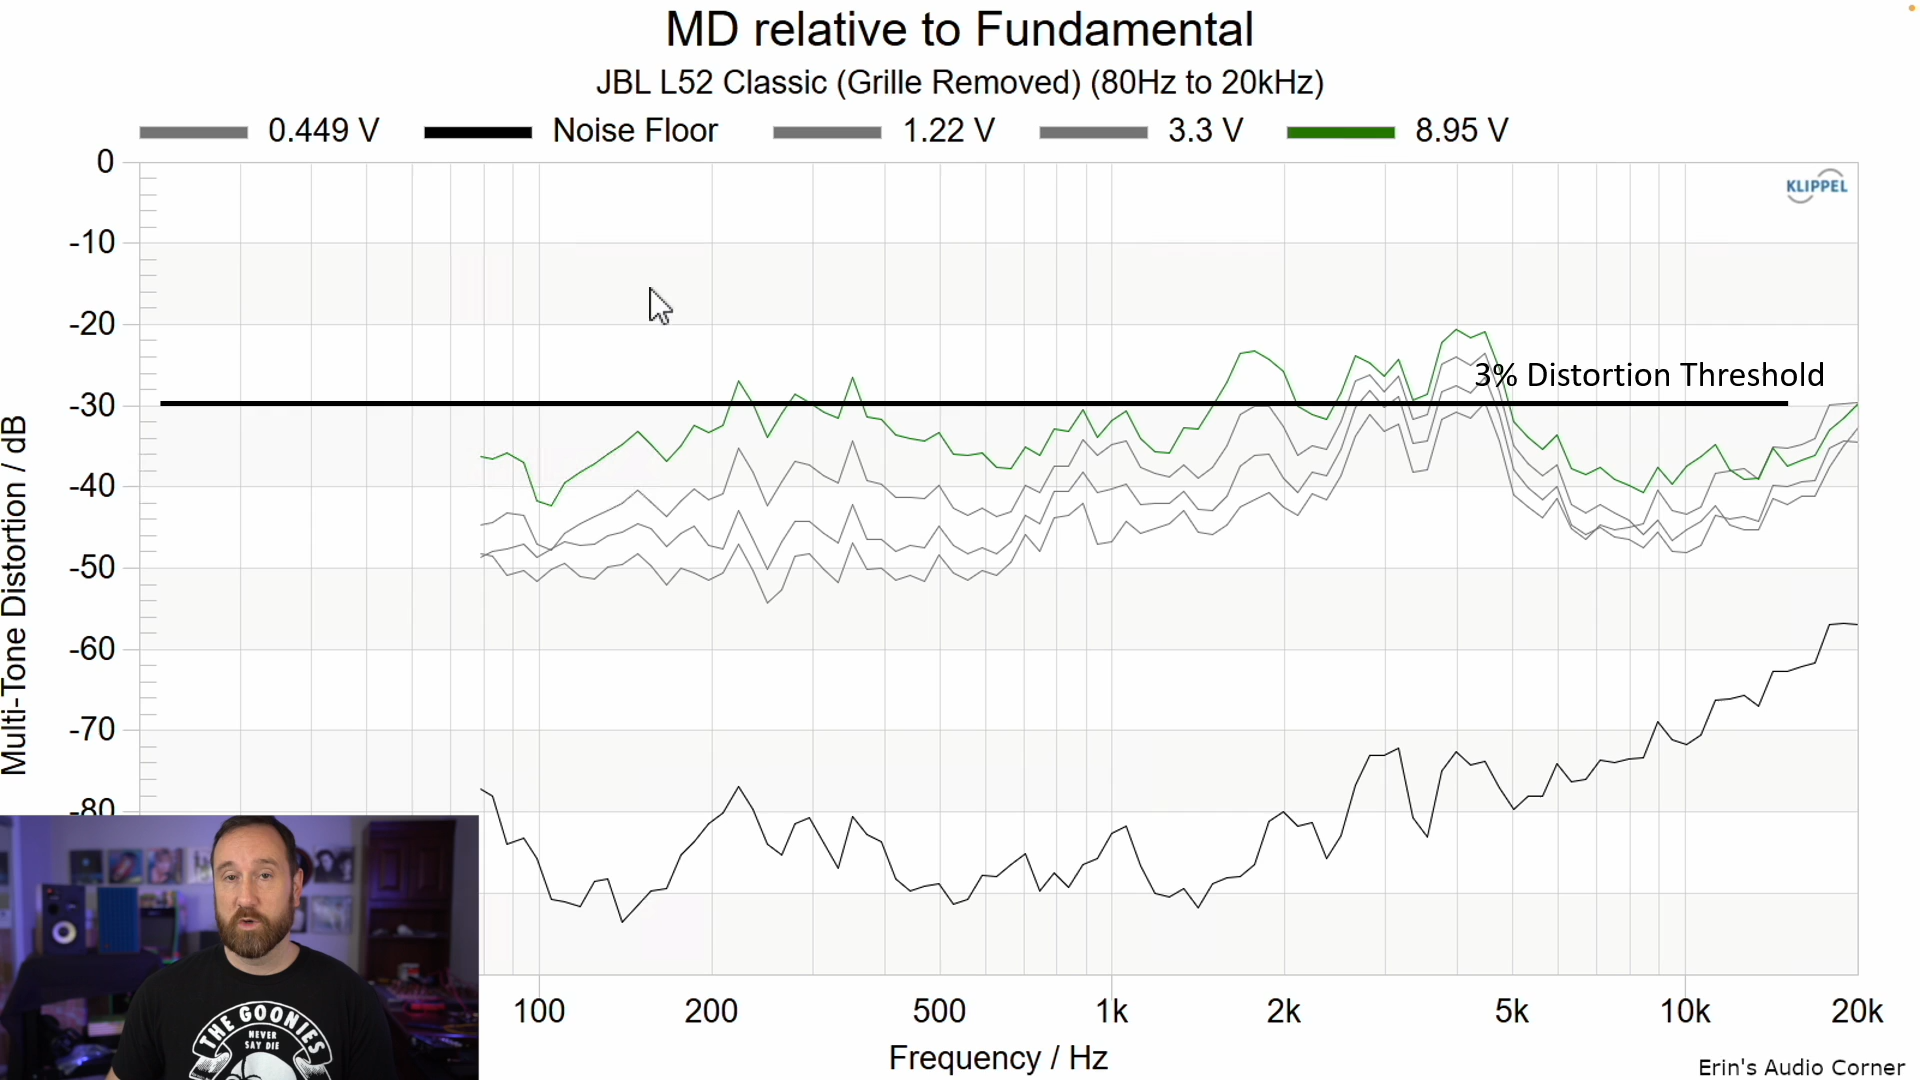 MD relative to Fundamental
JBL L52 Classic (Grille Removed) (80Hz to 20kHz)
0.449 V Noise Floor 1.22 V 3.3 V 8.95 V
0
KLIPPEL
-10
-20
3% Distortion Threshold
-30
-40
-50
-60
-70
-80
Multi-Tone Distortion / dB
100 200 500 1k 2k 5k 10k 20k
Frequency / Hz
THE GOONIES
NEVER
SAY DIE
Erin's Audio Corner